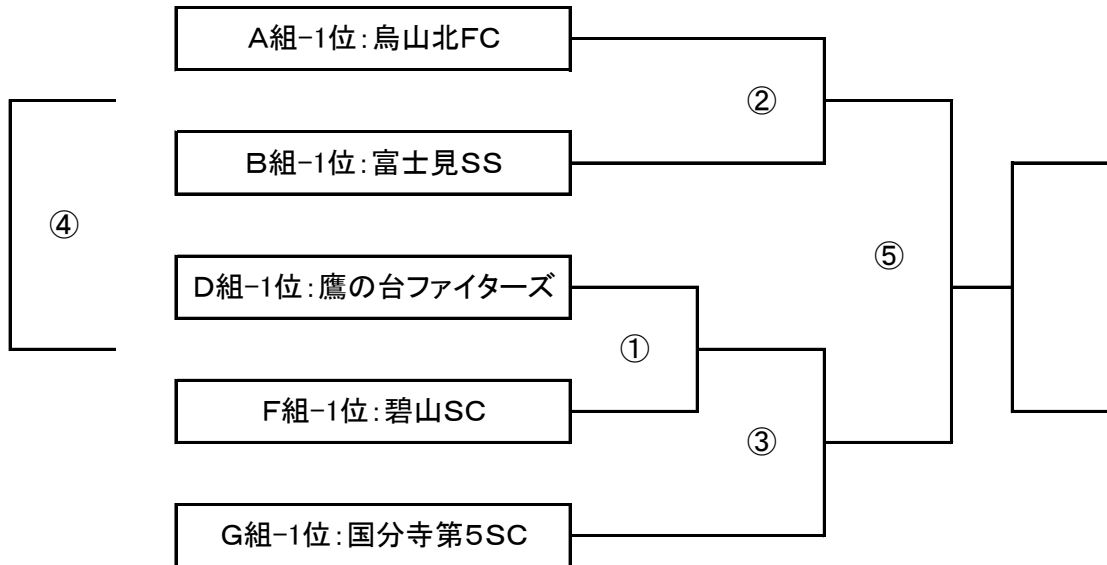 A組-1位:烏山北FC
②
B組-1位:富士見SS
④
⑤
D組-1位:鷹の台ファイターズ
①
F組-1位:碧山SC
③
G組-1位:国分寺第5SC